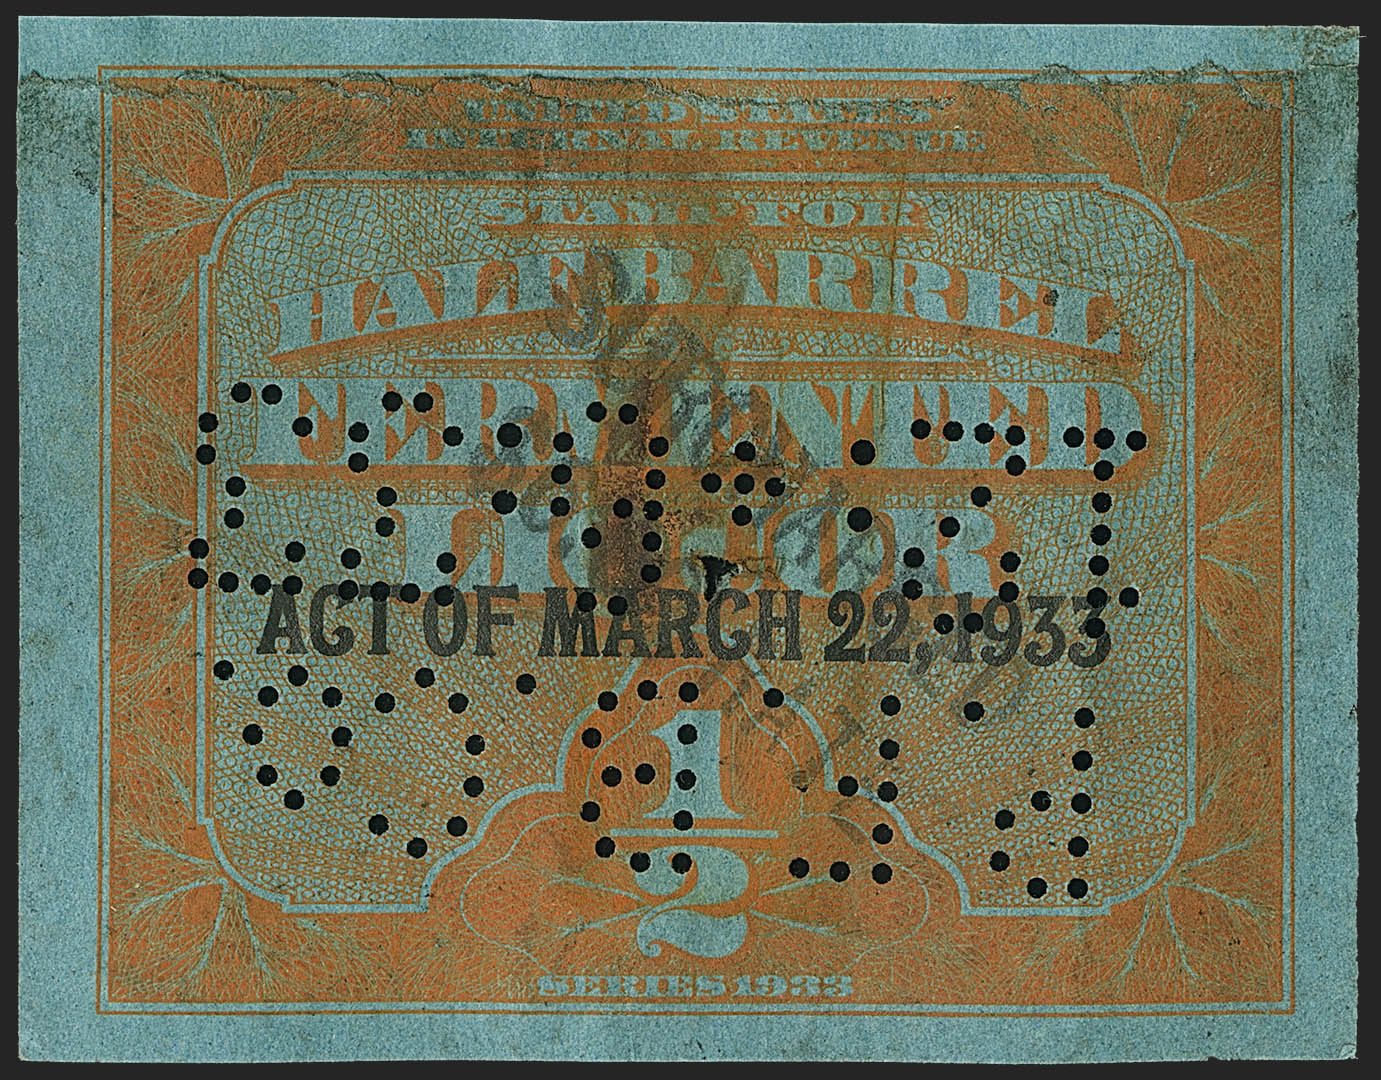 UNITED STATES
INTERNAL REVENUE
STAMP FOR
HALF BARREL
FERMENTED
LIQUOR
ACT OF MARCH 22, 1933
1
2
SERIES 1933